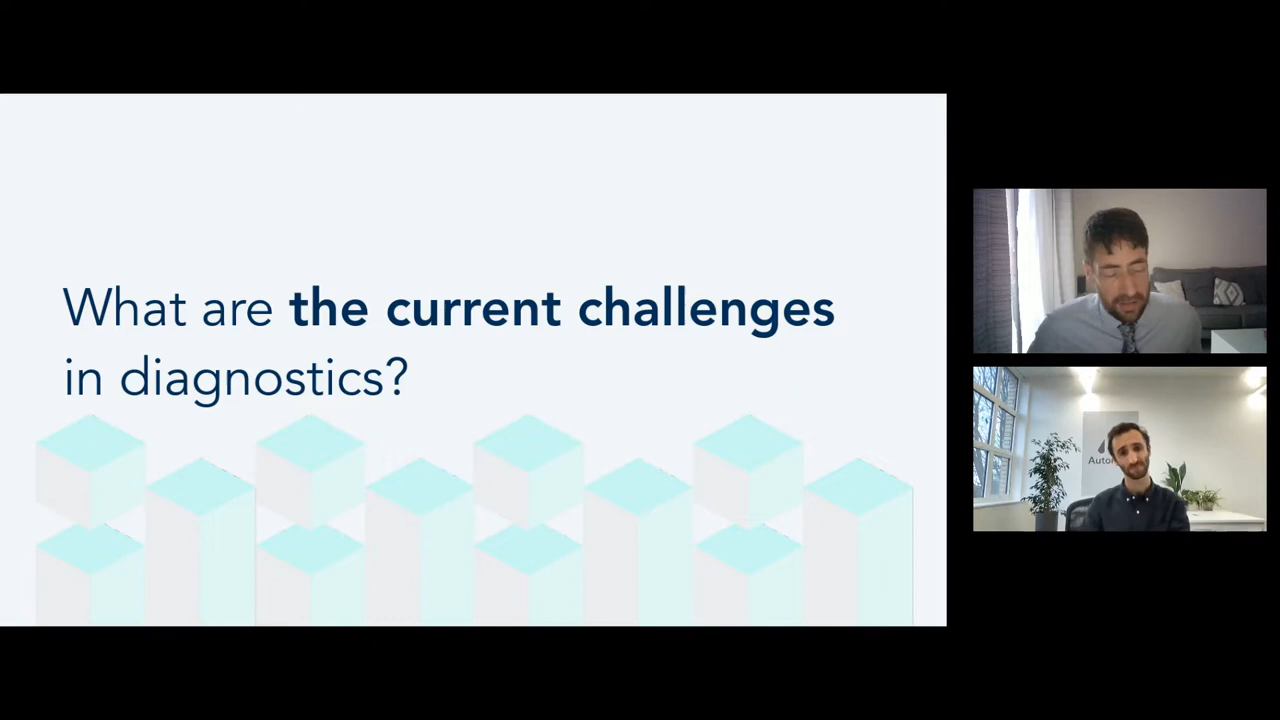 What are the current challenges
in diagnostics?